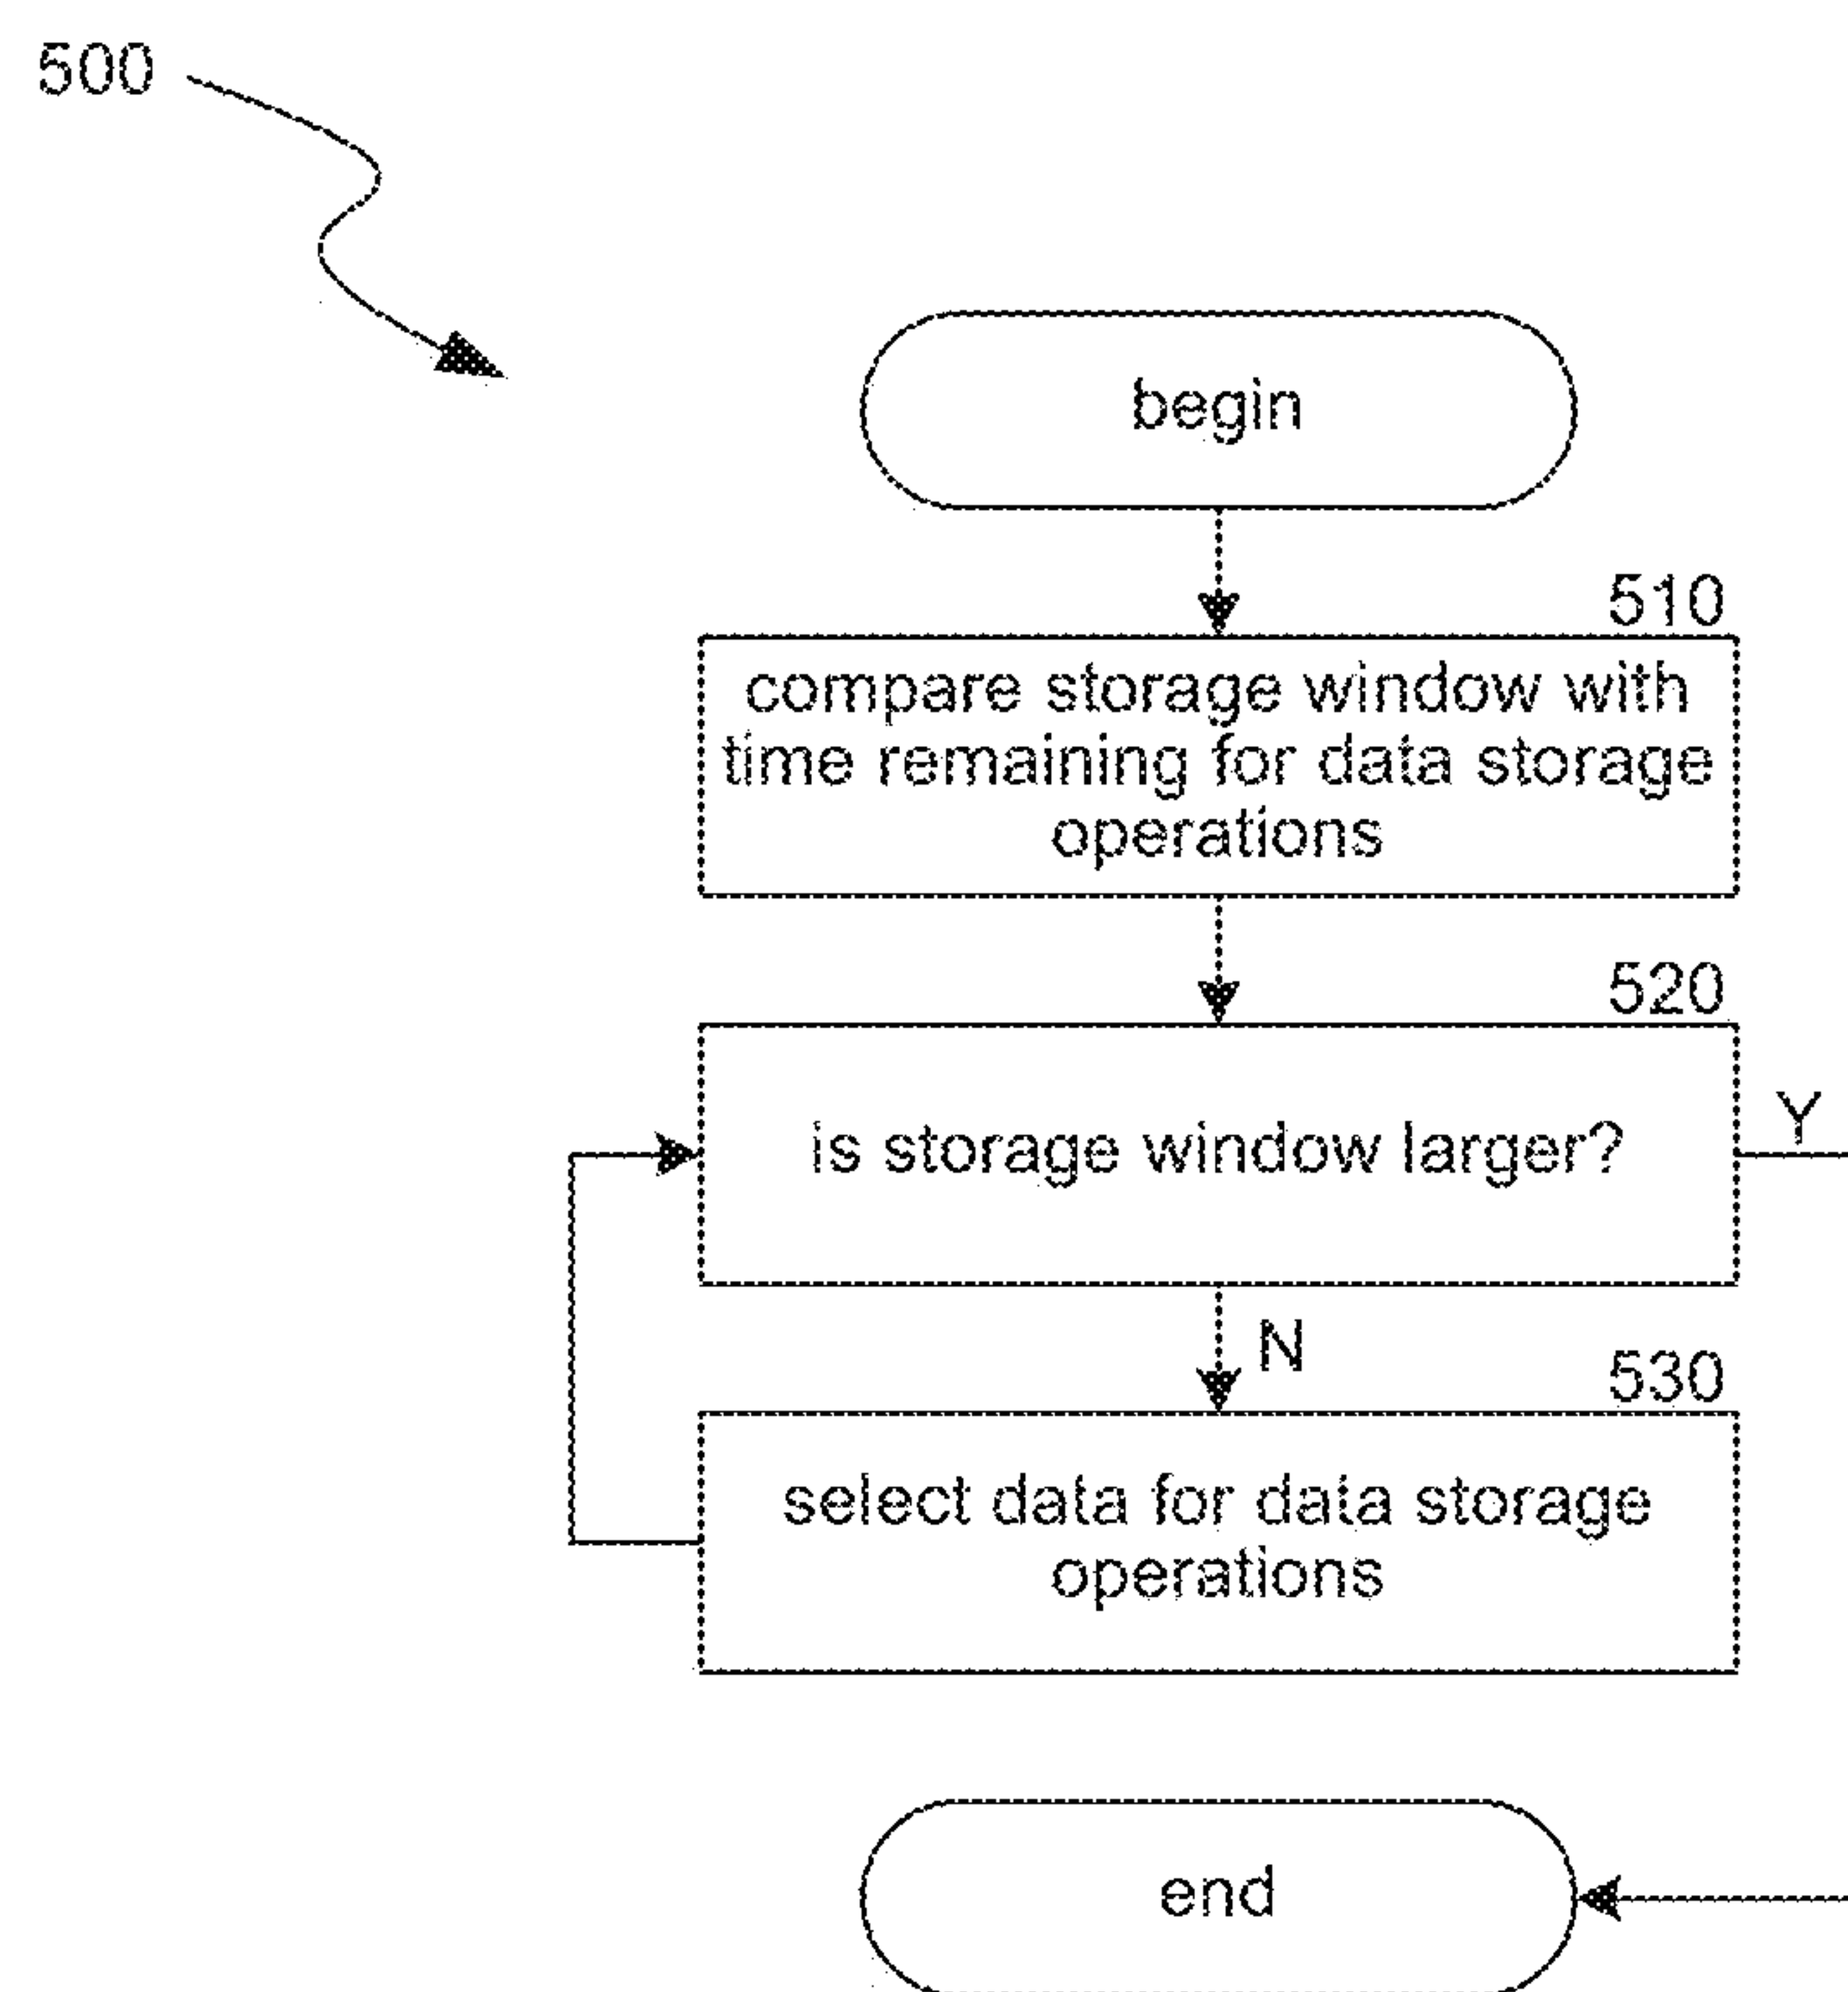 500
begin
510
compare storage window with
time remaining for data storage
operations
520
is storage window larger?
Y
N
530
select data for data storage
operations
end